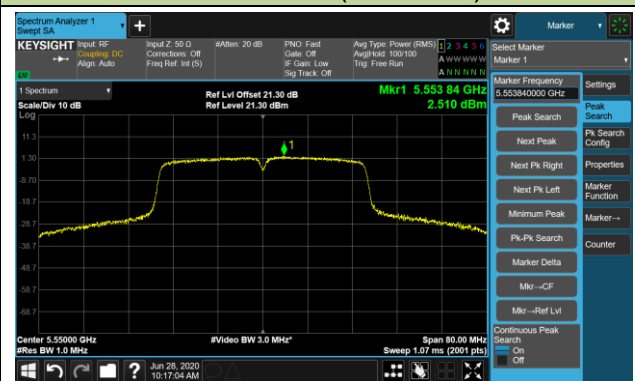 Spectrum Analyzer 1
Swept SA
Marker
KEYSIGHT Input: RF
Coupling: DC
Align: Auto
Input Z: 50 Ω
Corrections: Off
Freq Ref: Int (S)
#Atten: 20 dB
PNO: Fast
Gate: Off
IF Gain: Low
Sig Track: Off
Avg Type: Power (RMS)
Avg|Hold: 100/100
Trig: Free Run
1 2 3 4 5 6
A W W W W W
A N N N N N
Select Marker
Marker 1
1 Spectrum
Scale/Div 10 dB
Log
Ref Lvl Offset 21.30 dB
Ref Level 21.30 dBm
Mkr1 5.553 84 GHz
2.510 dBm
11.3
1.30
-8.70
-18.7
-28.7
-38.7
-48.7
-58.7
-68.7
1
Center 5.55000 GHz
#Res BW 1.0 MHz
#Video BW 3.0 MHz*
Span 80.00 MHz
Sweep 1.07 ms (2001 pts)
Marker Frequency
5.553840000 GHz
Peak Search
Next Peak
Next Pk Right
Next Pk Left
Minimum Peak
Pk-Pk Search
Marker Delta
Mkr→CF
Mkr→Ref Lvl
Continuous Peak
Search
On
Off
Settings
Peak
Search
Pk Search
Config
Properties
Marker
Function
Marker→
Counter
?
Jun 28, 2020
10:17:04 AM